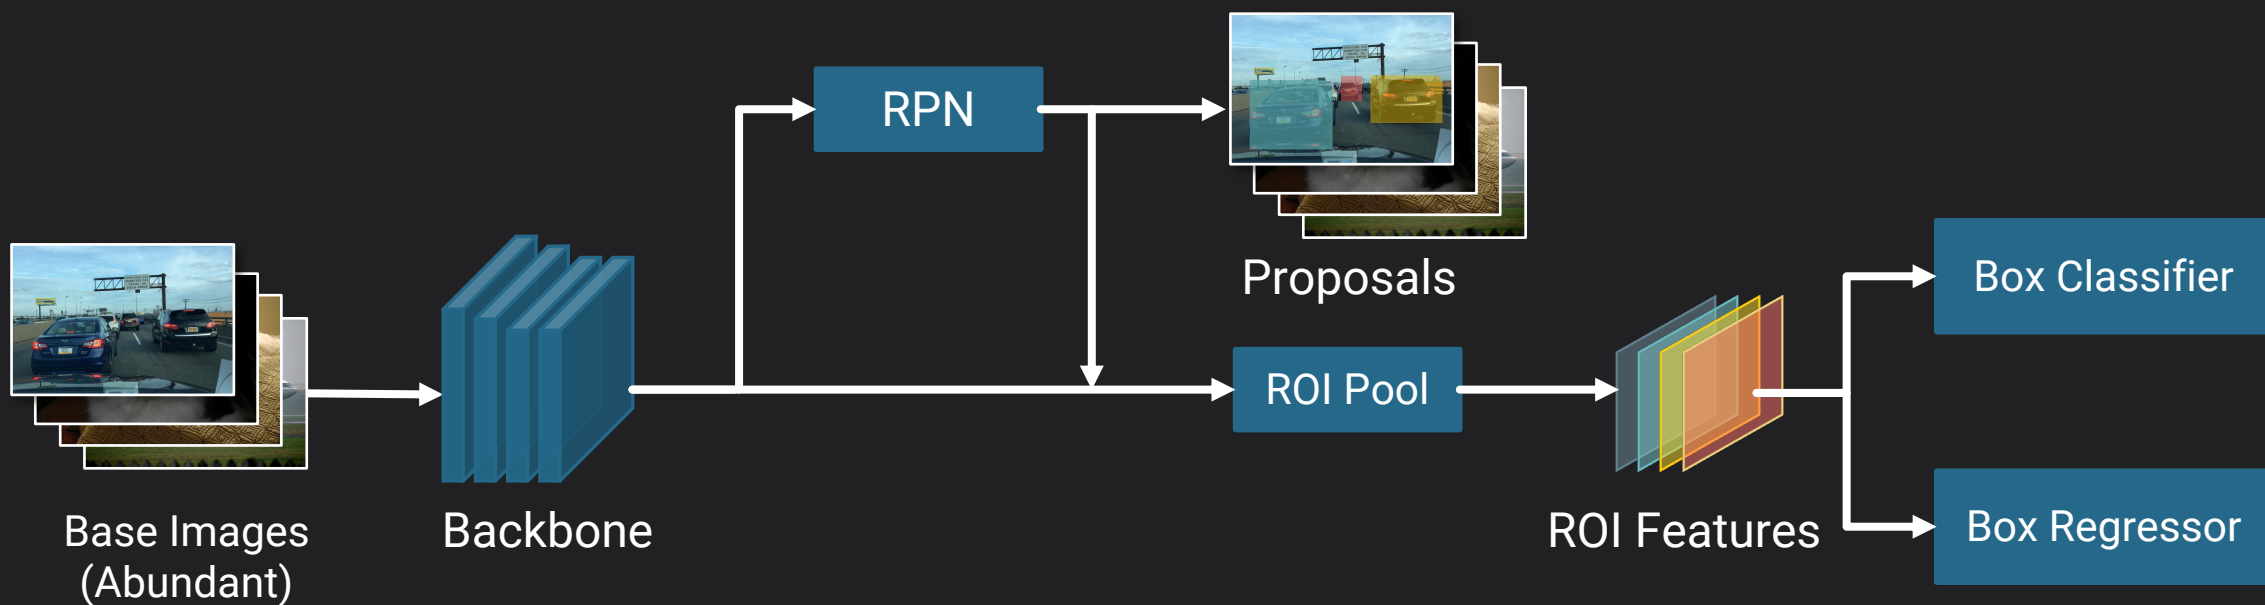 RPN
Proposals
Box Classifier
ROI Pool
Base Images
(Abundant)
Backbone
ROI Features
Box Regressor